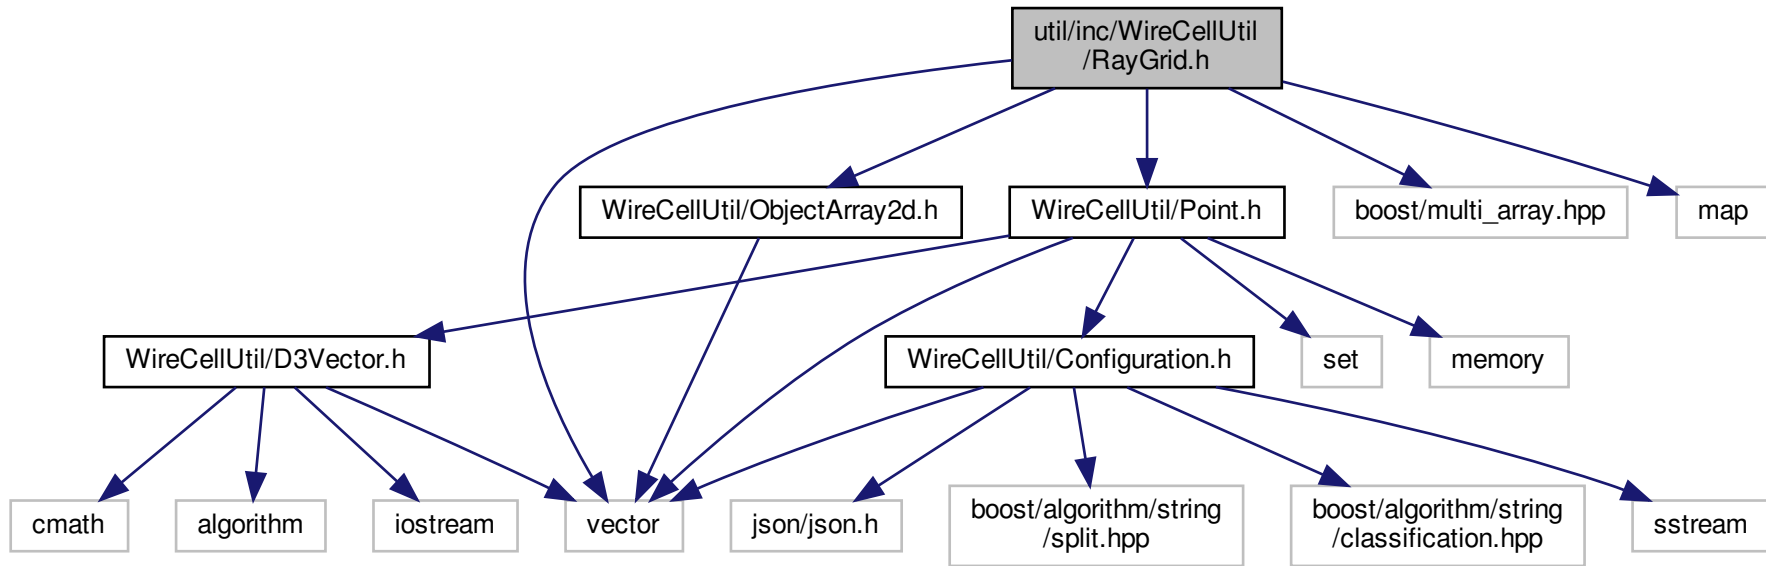 util/inc/WireCellUtil
/RayGrid.h
WireCellUtil/ObjectArray2d.h
WireCellUtil/Point.h
boost/multi_array.hpp
map
WireCellUtil/D3Vector.h
WireCellUtil/Configuration.h
set
memory
cmath
algorithm
iostream
vector
json/json.h
boost/algorithm/string
/split.hpp
boost/algorithm/string
/classification.hpp
sstream